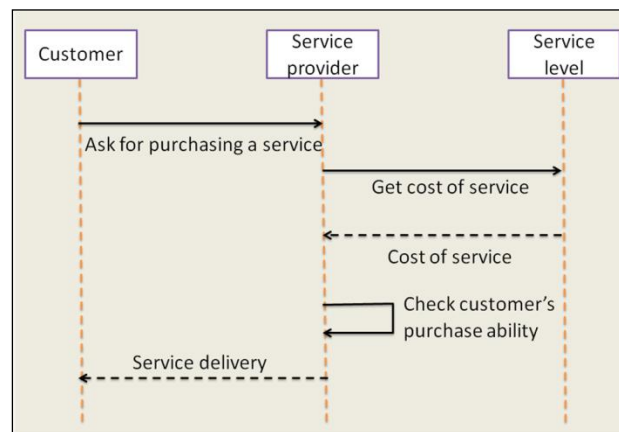 Customer
Service
provider
Service
level
Ask for purchasing a service
Get cost of service
Cost of service
Check customer's
purchase ability
Service delivery